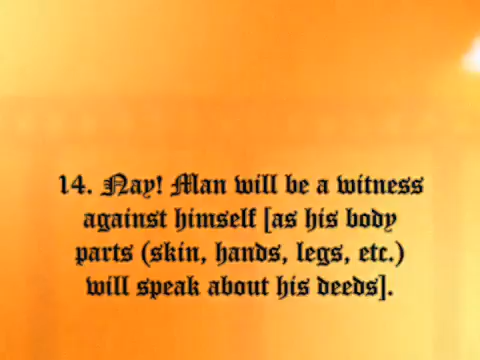 14. Nay! Man will be a witness
against himself [as his body
parts (skin, hands, legs, etc.)
will speak about his deeds].